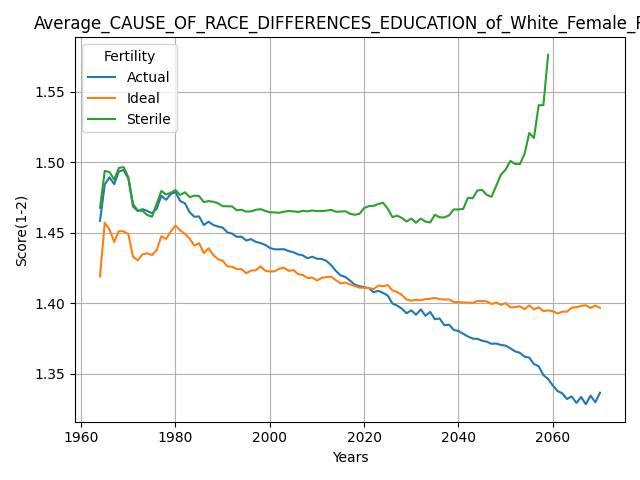 Average_CAUSE_OF_RACE_DIFFERENCES_EDUCATION_of_White_Female_
Fertility
Actual
Ideal
Sterile
Score(1-2)
1.55
1.50
1.45
1.40
1.35
1960 1980 2000 2020 2040 2060
Years